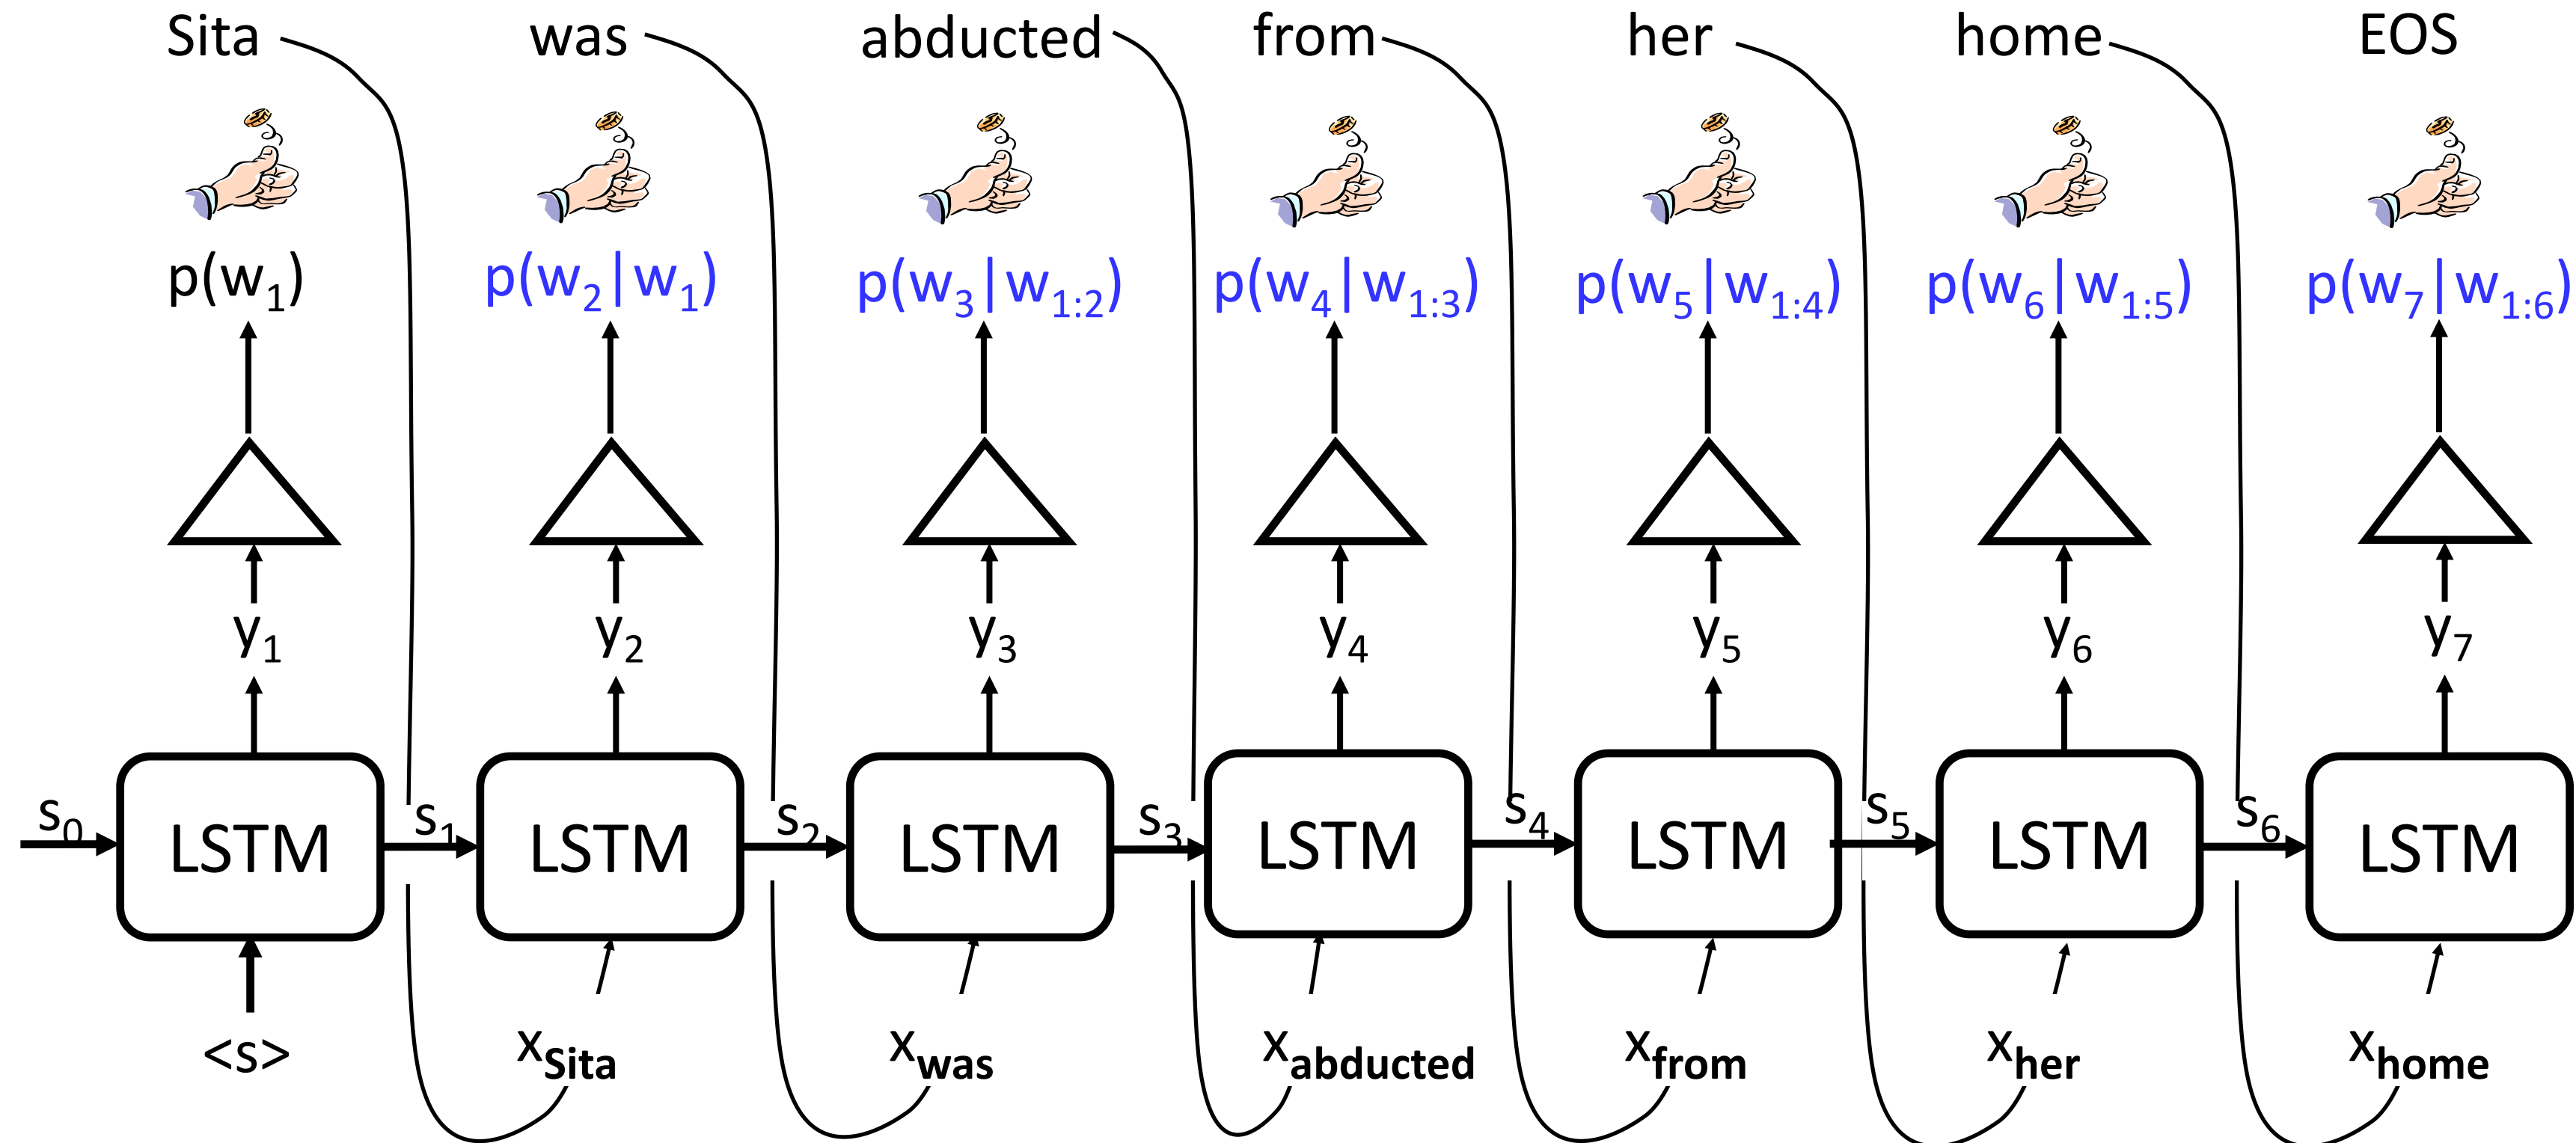 Sita was abducted from her home EOS
p(w₁) p(w₂|w₁) p(w₃|w₁:₂) p(w₄|w₁:₃) p(w₅|w₁:₄) p(w₆|w₁:₅) p(w₇|w₁:₆)
y₁ y₂ y₃ y₄ y₅ y₆ y₇
s₀ LSTM s₁ LSTM s₂ LSTM s₃ LSTM s₄ LSTM s₅ LSTM s₆ LSTM
<s> xSita xwas xabducted xfrom xher xhome